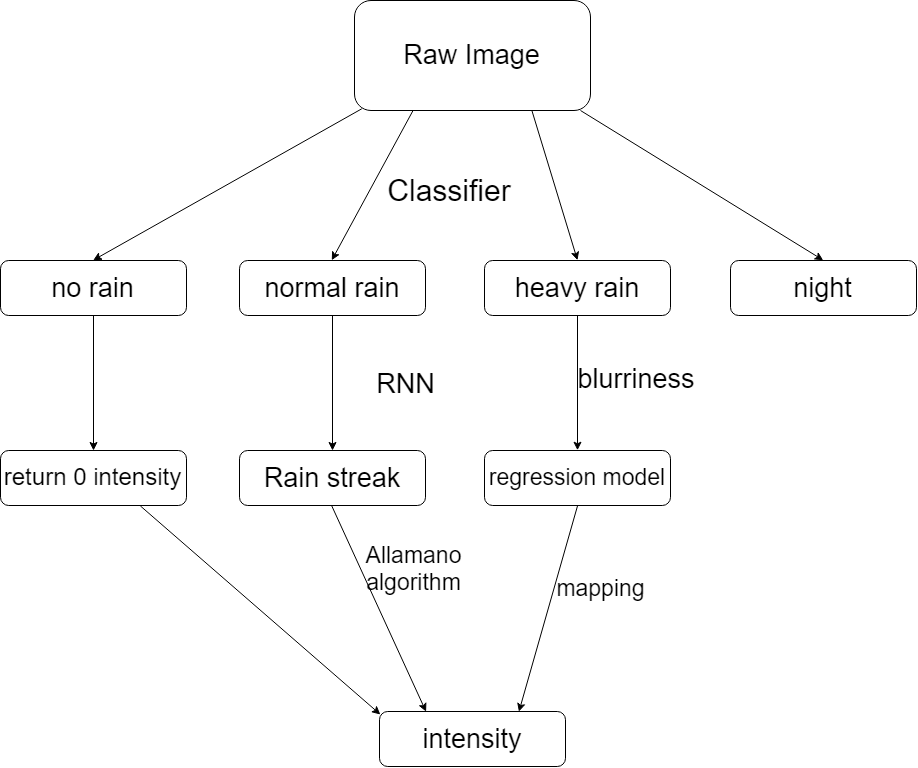 Raw Image
Classifier
no rain
normal rain
heavy rain
night
RNN
blurriness
return 0 intensity
Rain streak
regression model
Allamano
algorithm
mapping
intensity